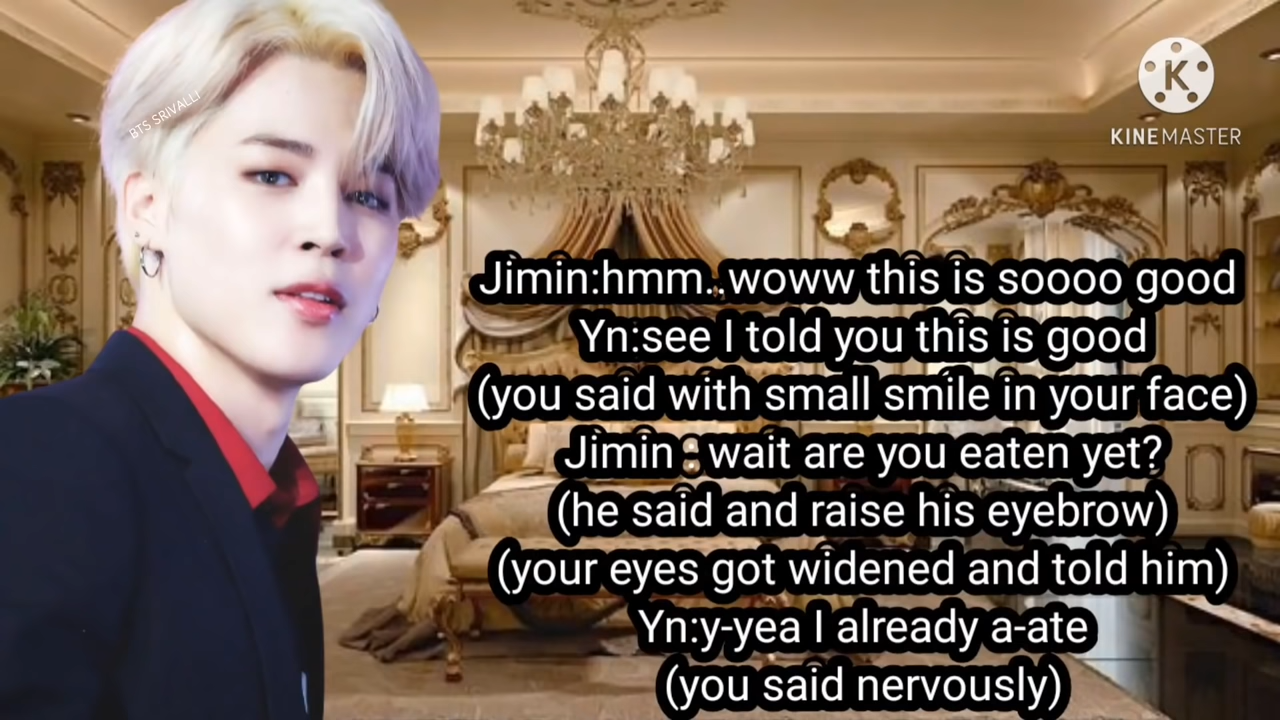 BTS SRIVALLI
K
KINEMASTER
Jimin:hmm..woww this is soooo good
Yn:see I told you this is good
(you said with small smile in your face)
Jimin : wait are you eaten yet?
(he said and raise his eyebrow)
(your eyes got widened and told him)
Yn:y-yea I already a-ate
(you said nervously)